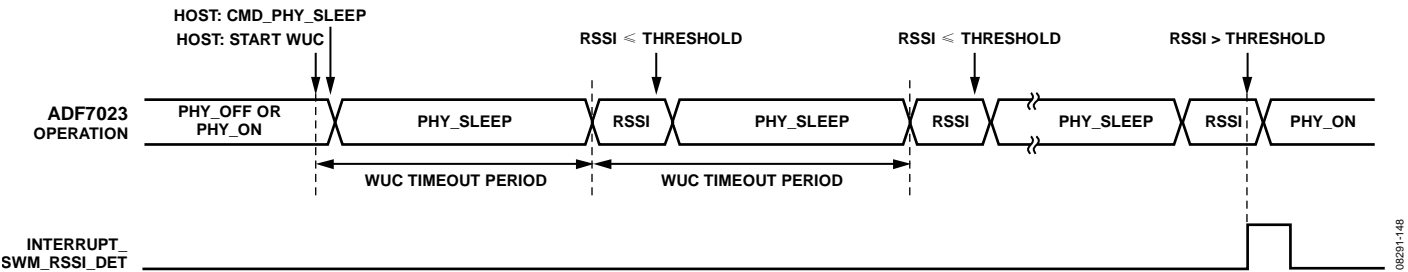 HOST: CMD_PHY_SLEEP
HOST: START WUC
RSSI ≤ THRESHOLD
RSSI ≤ THRESHOLD
RSSI > THRESHOLD
ADF7023
OPERATION
PHY_OFF OR
PHY_ON
PHY_SLEEP
RSSI
PHY_SLEEP
RSSI
PHY_SLEEP
RSSI
PHY_ON
WUC TIMEOUT PERIOD
WUC TIMEOUT PERIOD
INTERRUPT_
SWM_RSSI_DET
08291-148